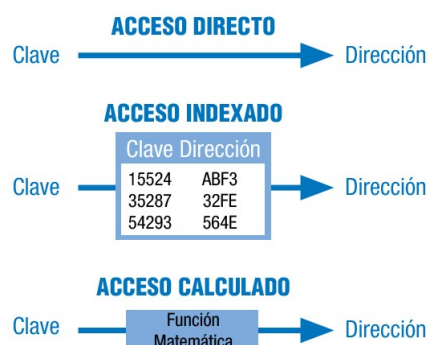 ACCESO DIRECTO
Clave Dirección
ACCESO INDEXADO
Clave Dirección
15524 ABF3
Clave 35287 32FE Dirección
54293 564E
ACCESO CALCULADO
Clave Función Dirección
Matemática